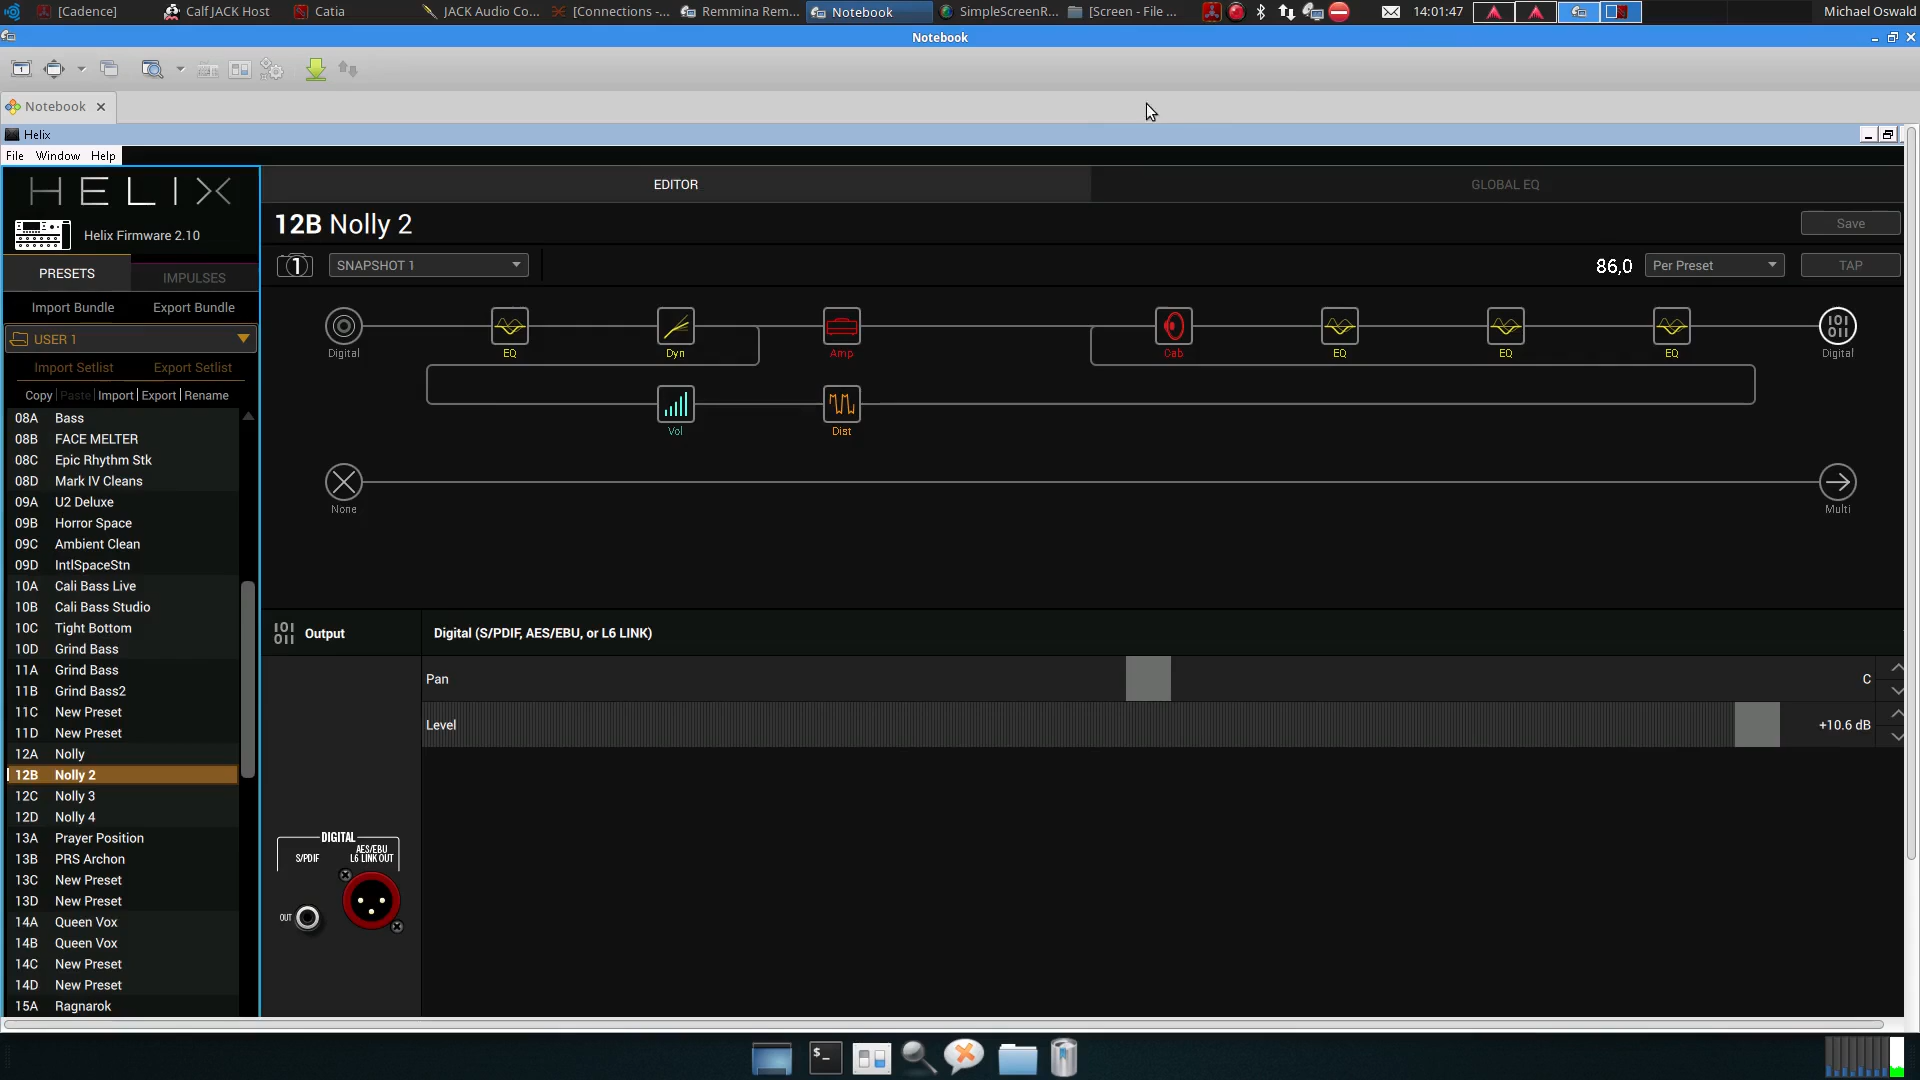 [Cadence] Calf JACK Host Catia JACK Audio Co... [Connections -... Remmina Rem... Notebook SimpleScreenR... [Screen - File ... 14:01:47 Michael Oswald
Notebook
Notebook
Helix
File Window Help
HELIX
Helix Firmware 2.10
PRESETS IMPULSES
Import Bundle Export Bundle
USER 1
Import Setlist Export Setlist
Copy Paste Import Export Rename
08A Bass
08B FACE MELTER
08C Epic Rhythm Stk
08D Mark IV Cleans
09A U2 Deluxe
09B Horror Space
09C Ambient Clean
09D IntlSpaceStn
10A Cali Bass Live
10B Cali Bass Studio
10C Tight Bottom
10D Grind Bass
11A Grind Bass
11B Grind Bass2
11C New Preset
11D New Preset
12A Nolly
12B Nolly 2
12C Nolly 3
12D Nolly 4
13A Prayer Position
13B PRS Archon
13C New Preset
13D New Preset
14A Queen Vox
14B Queen Vox
14C New Preset
14D New Preset
15A Ragnarok
EDITOR GLOBAL EQ
12B Nolly 2 Save
1 SNAPSHOT 1 86,0 Per Preset TAP
Digital EQ Dyn Amp Cab EQ EQ EQ Digital
Vol Dist
None Multi
Output Digital (S/PDIF, AES/EBU, or L6 LINK)
Pan C
Level +10.6 dB
DIGITAL
S/PDIF AES/EBU
L6 LINK OUT
OUT